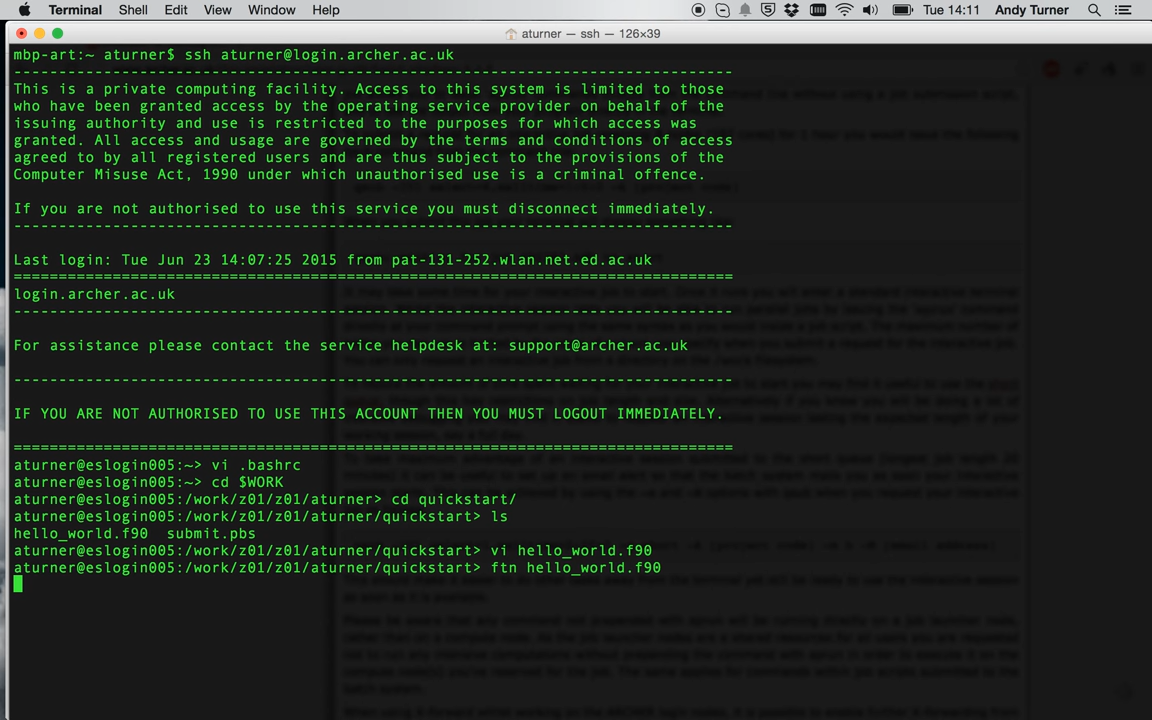 Terminal Shell Edit View Window Help Tue 14:11 Andy Turner
aturner — ssh — 126×39
mbp-art:~ aturner$ ssh aturner@login.archer.ac.uk
--------------------------------------------------------------------------------
This is a private computing facility. Access to this system is limited to those
who have been granted access by the operating service provider on behalf of the
issuing authority and use is restricted to the purposes for which access was
granted. All access and usage are governed by the terms and conditions of access
agreed to by all registered users and are thus subject to the provisions of the
Computer Misuse Act, 1990 under which unauthorised use is a criminal offence.
If you are not authorised to use this service you must disconnect immediately.
--------------------------------------------------------------------------------
Last login: Tue Jun 23 14:07:25 2015 from pat-131-252.wlan.net.ed.ac.uk
================================================================================
login.archer.ac.uk
--------------------------------------------------------------------------------
For assistance please contact the service helpdesk at: support@archer.ac.uk
--------------------------------------------------------------------------------
IF YOU ARE NOT AUTHORISED TO USE THIS ACCOUNT THEN YOU MUST LOGOUT IMMEDIATELY.
================================================================================
aturner@eslogin005:~> vi .bashrc
aturner@eslogin005:~> cd $WORK
aturner@eslogin005:/work/z01/z01/aturner> cd quickstart/
aturner@eslogin005:/work/z01/z01/aturner/quickstart> ls
hello_world.f90  submit.pbs
aturner@eslogin005:/work/z01/z01/aturner/quickstart> vi hello_world.f90
aturner@eslogin005:/work/z01/z01/aturner/quickstart> ftn hello_world.f90